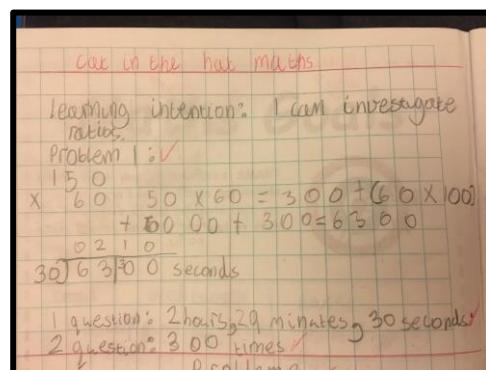 cat in the hat maths
learning intention: I can investigate
ratios.
Problem 1: ✓
150
x 60 50 x 60 = 300 + (60 x 100)
+ 6000 + 300 = 6300
0210
30)6300 seconds
1 question: 2 hours, 29 minutes, 30 seconds ✓
2 question: 300 times ✓